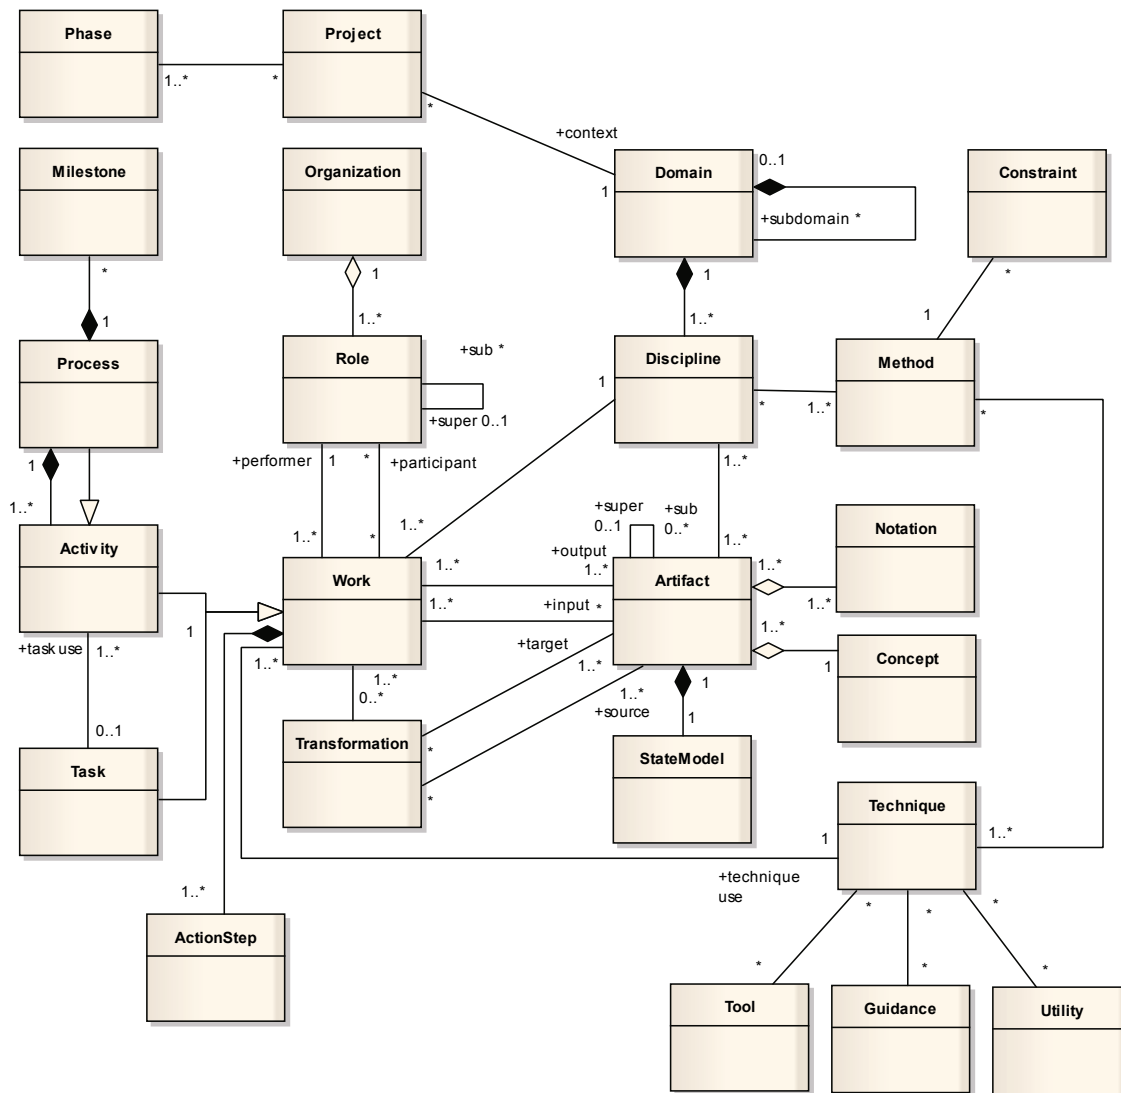 Phase
Project
1..*
*
*
+context
1
Milestone
Organization
Domain
0..1
+subdomain *
Constraint
*
1
1
1..*
1
1..*
*
1
Process
Role
+sub *
+super 0..1
Discipline
1
*
1..*
Method
*
1
1..*
+performer
1
*
+participant
1..*
*
1..*
1..*
1..*
+super
0..1
+sub
0..*
Activity
Work
Artifact
Notation
+output
1..*
1..*
1..*
1..*
1..*
+input *
+target
1..*
1..*
1
Concept
1
+task use
1..*
1..*
1..*
0..*
1..*
+source
1
1
0..1
Task
Transformation
*
*
StateModel
Technique
1
1..*
+technique
use
1..*
ActionStep
*
*
*
*
*
*
Tool
Guidance
Utility